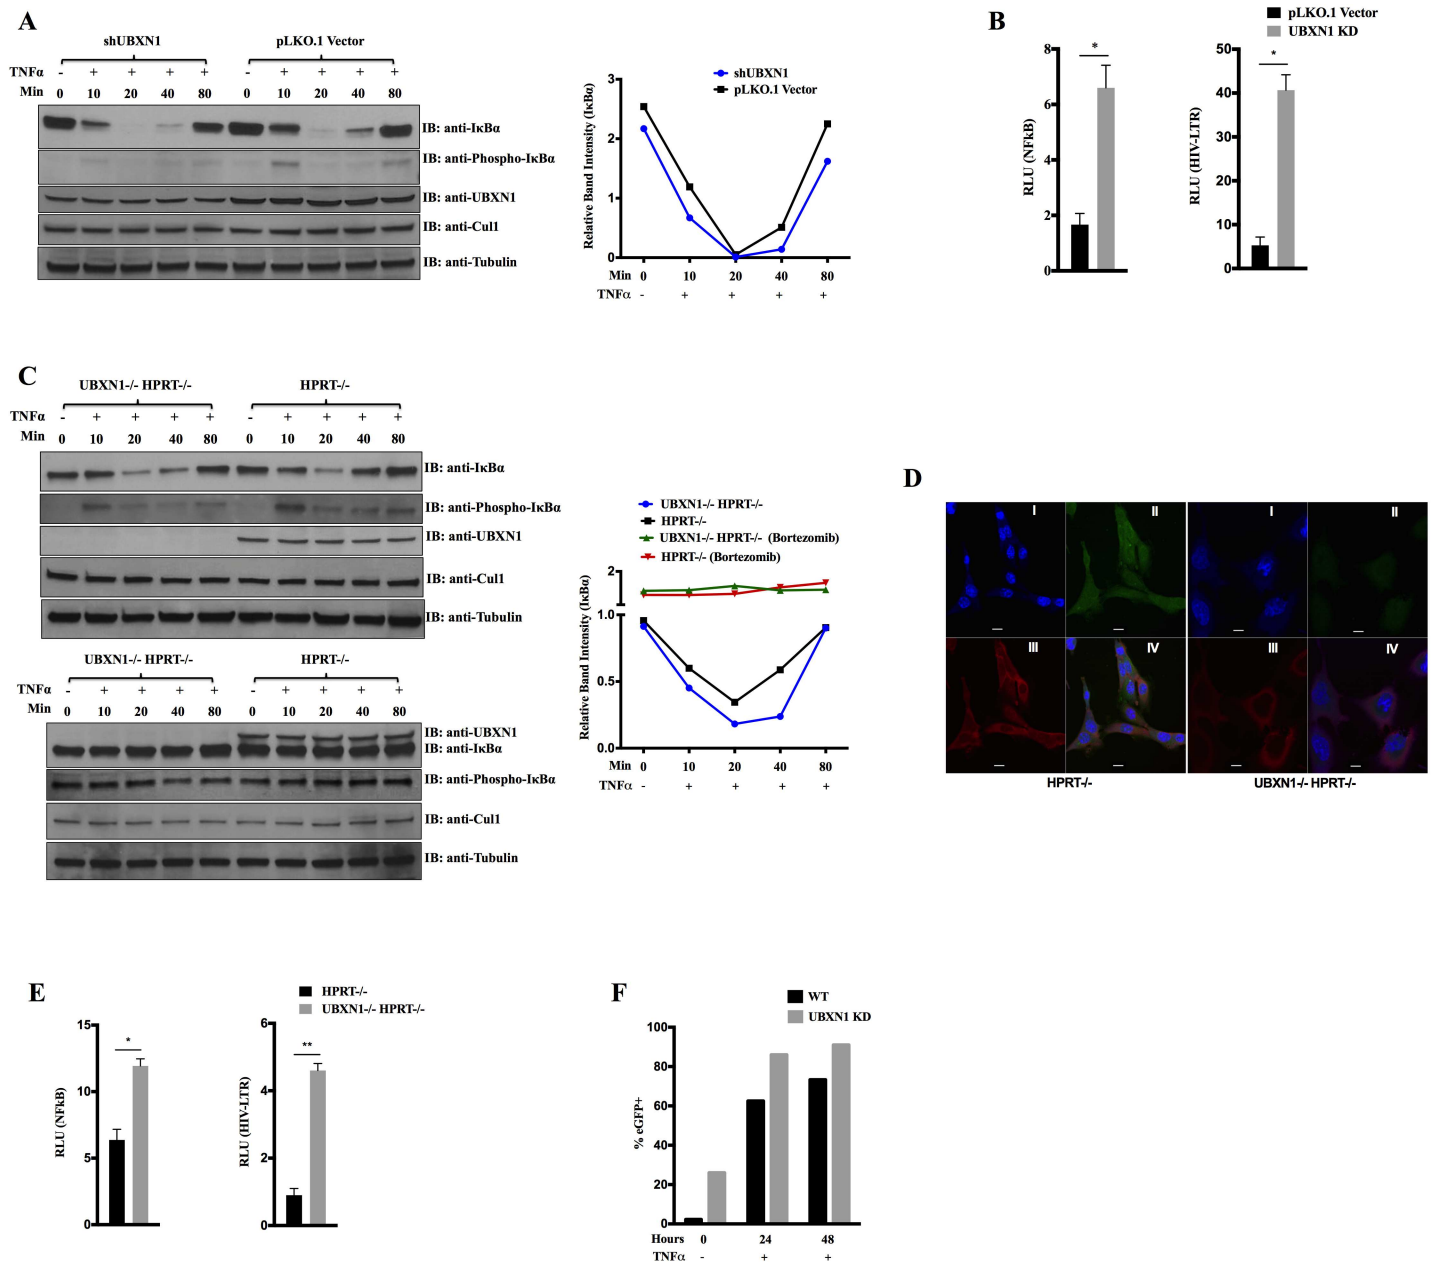 A
shUBXN1 pLKO.1 Vector
TNFα - + + + + - + + + +
Min 0 10 20 40 80 0 10 20 40 80
IB: anti-IκBα
IB: anti-Phospho-IκBα
IB: anti-UBXN1
IB: anti-Cul1
IB: anti-Tubulin
shUBXN1
pLKO.1 Vector
Relative Band Intensity (IκBα)
3
2
1
0
Min 0 10 20 40 80
TNFα - + + + +
B
pLKO.1 Vector
UBXN1 KD
RLU (NFkB)
8
6
4
2
0
*
RLU (HIV-LTR)
50
40
30
20
10
0
*
C
UBXN1-/- HPRT-/- HPRT-/-
TNFα - + + + + - + + + +
Min 0 10 20 40 80 0 10 20 40 80
IB: anti-IκBα
IB: anti-Phospho-IκBα
IB: anti-UBXN1
IB: anti-Cul1
IB: anti-Tubulin
UBXN1-/- HPRT-/- HPRT-/-
TNFα - + + + + - + + + +
Min 0 10 20 40 80 0 10 20 40 80
IB: anti-UBXN1
IB: anti-IκBα
IB: anti-Phospho-IκBα
IB: anti-Cul1
IB: anti-Tubulin
UBXN1-/- HPRT-/-
HPRT-/-
UBXN1-/- HPRT-/- (Bortezomib)
HPRT-/- (Bortezomib)
Relative Band Intensity (IκBα)
2
1.0
0.5
0.0
Min 0 10 20 40 80
TNFα - + + + +
D
I II I II
III IV III IV
HPRT-/- UBXN1-/- HPRT-/-
E
HPRT-/-
UBXN1-/- HPRT-/-
RLU (NFkB)
15
10
5
0
*
RLU (HIV-LTR)
6
4
2
0
**
F
WT
UBXN1 KD
% eGFP+
100
80
60
40
20
0
Hours 0 24 48
TNFα - + +